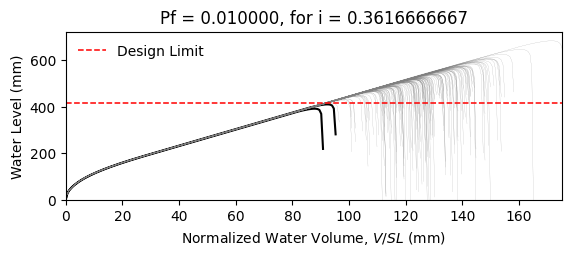 Pf = 0.010000, for i = 0.3616666667
Design Limit
Water Level (mm)
600
400
200
0
0 20 40 60 80 100 120 140 160
Normalized Water Volume, V/SL (mm)